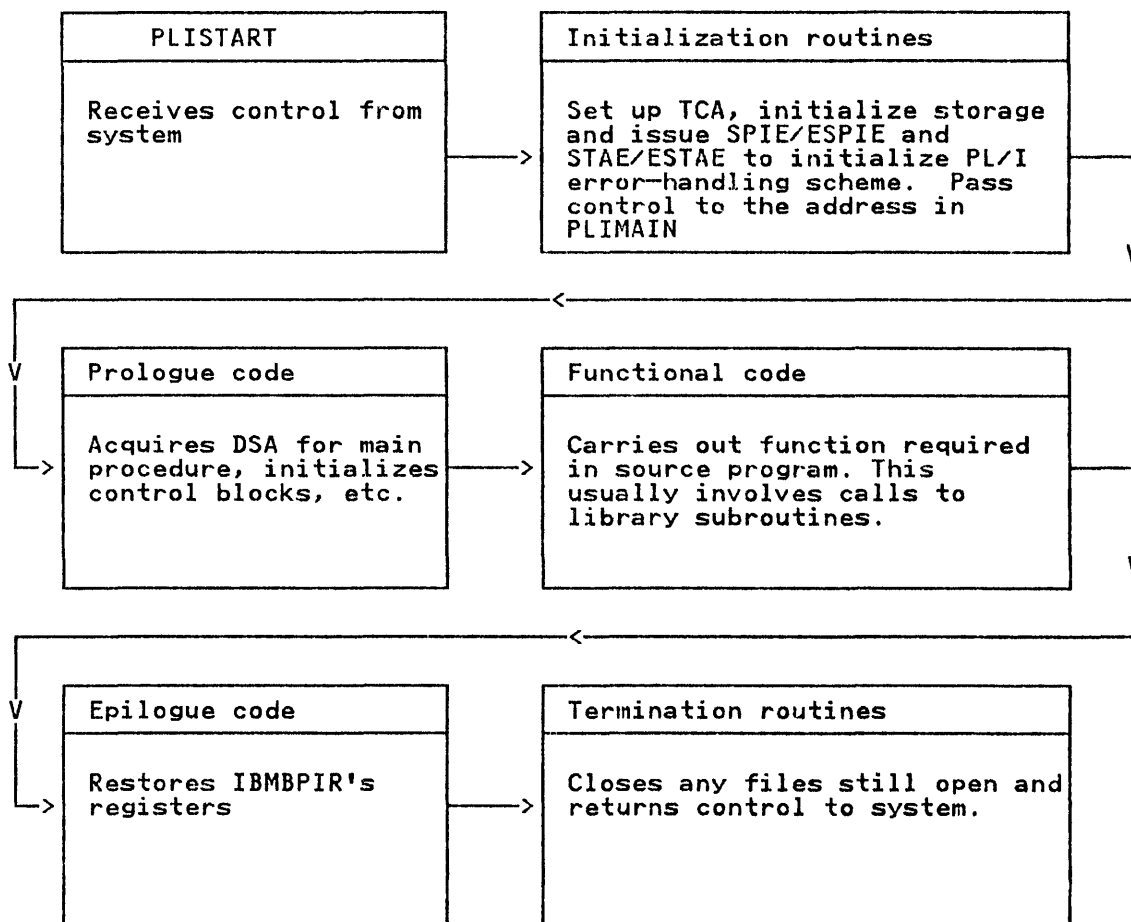 PLISTART
Receives control from
system
Initialization routines
Set up TCA, initialize storage
and issue SPIE/ESPIE and
STAE/ESTAE to initialize PL/I
error-handling scheme. Pass
control to the address in
PLIMAIN
Prologue code
Acquires DSA for main
procedure, initializes
control blocks, etc.
Functional code
Carries out function required
in source program. This
usually involves calls to
library subroutines.
Epilogue code
Restores IBMBPIR's
registers
Termination routines
Closes any files still open and
returns control to system.